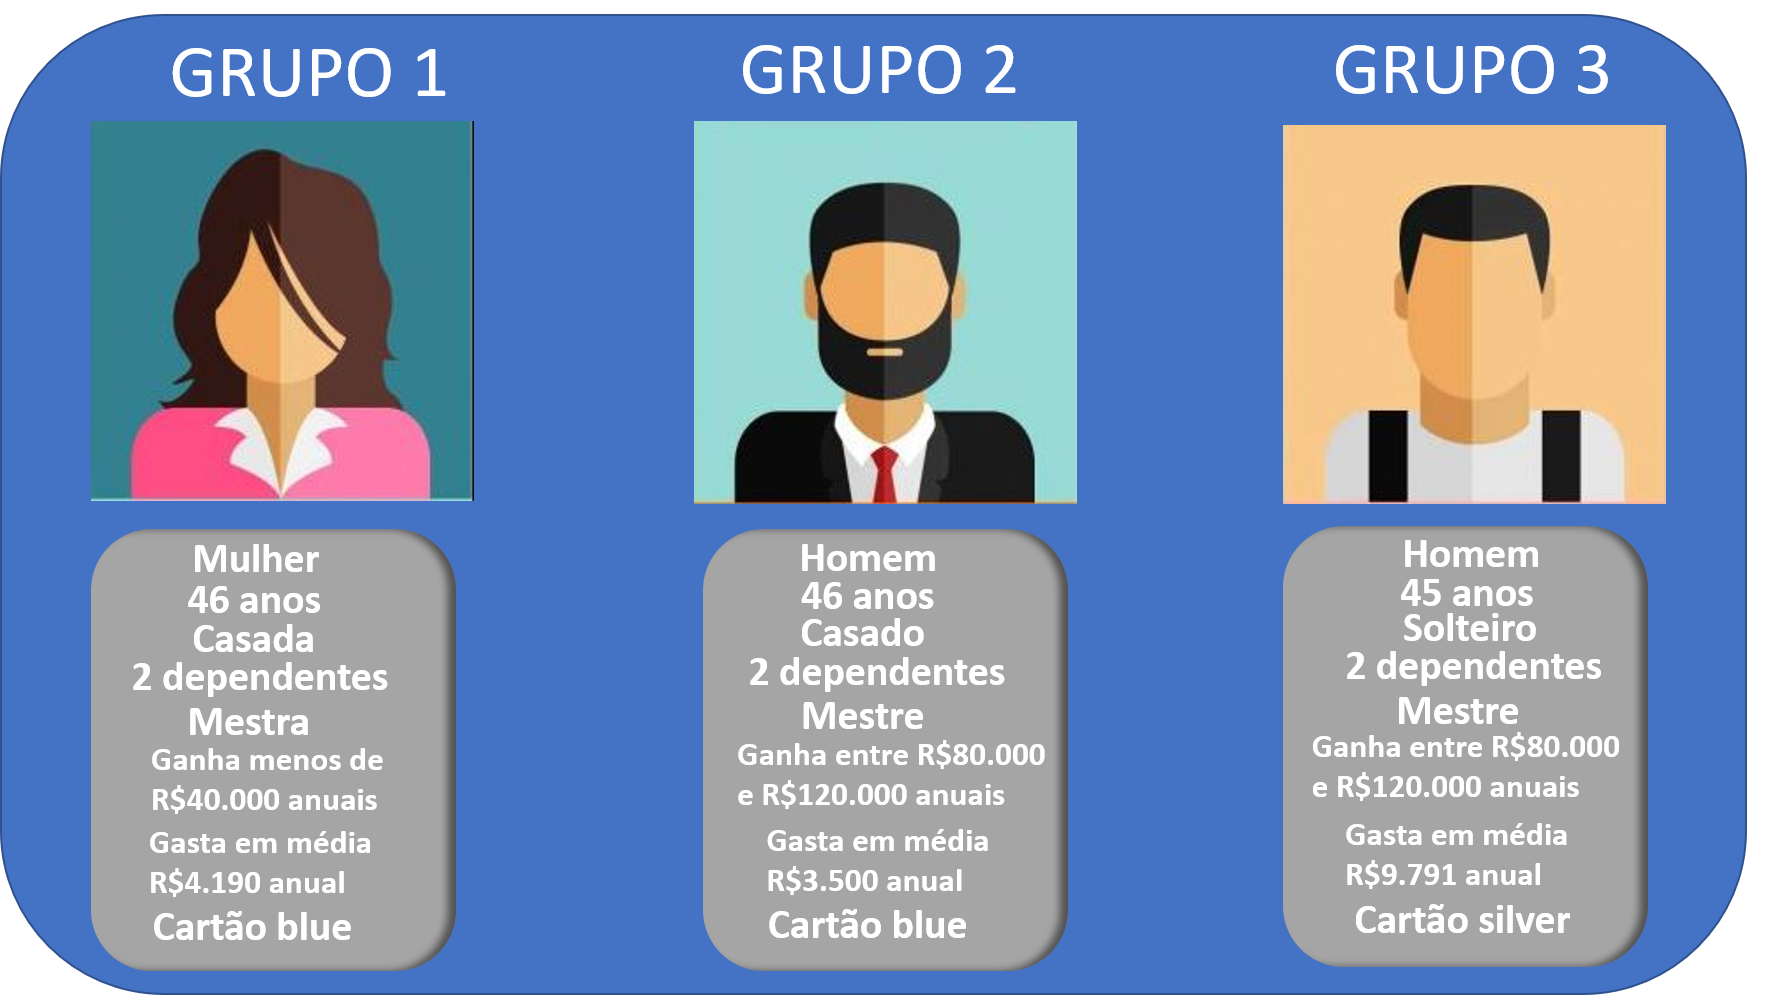 GRUPO 1
Mulher
46 anos
Casada
2 dependentes
Mestra
Ganha menos de
R$40.000 anuais
Gasta em média
R$4.190 anual
Cartão blue
GRUPO 2
Homem
46 anos
Casado
2 dependentes
Mestre
Ganha entre R$80.000
e R$120.000 anuais
Gasta em média
R$3.500 anual
Cartão blue
GRUPO 3
Homem
45 anos
Solteiro
2 dependentes
Mestre
Ganha entre R$80.000
e R$120.000 anuais
Gasta em média
R$9.791 anual
Cartão silver